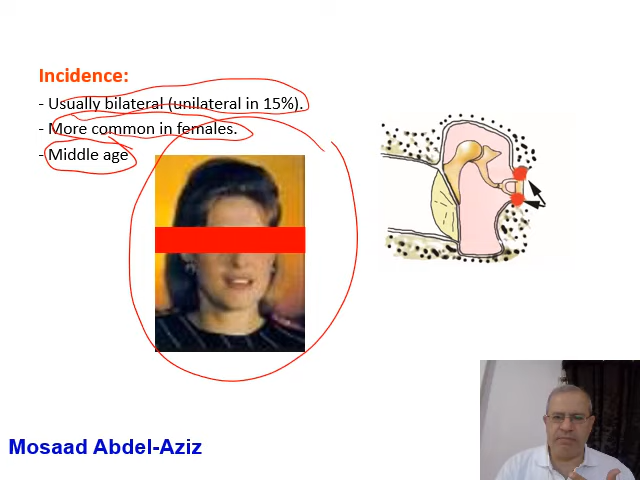 Incidence:
- Usually bilateral (unilateral in 15%).
- More common in females.
- Middle age
Mosaad Abdel-Aziz